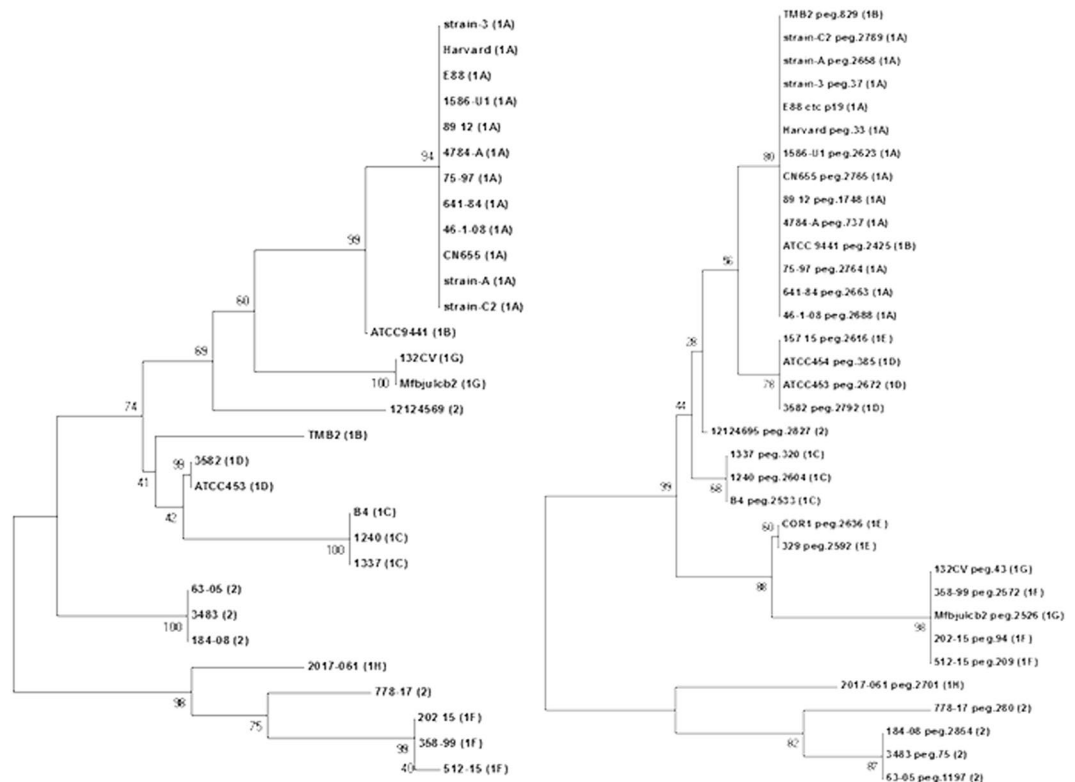 strain-3 (1A)
Harvard (1A)
E88 (1A)
1586-U1 (1A)
89 12 (1A)
94
4784-A (1A)
75-97 (1A)
641-84 (1A)
46-1-08 (1A)
99
CN655 (1A)
strain-A (1A)
60
strain-C2 (1A)
ATCC9441 (1B)
69
132CV (1G)
100
Mfbjulcb2 (1G)
74
12124569 (2)
TMB2 (1B)
99
3582 (1D)
41
ATCC453 (1D)
42
B4 (1C)
1240 (1C)
100
1337 (1C)
63-05 (2)
3483 (2)
100
184-08 (2)
2017-061 (1H)
98
778-17 (2)
75
202 15 (1F)
358-99 (1F)
99
40
512-15 (1F)
TMB2 peg.829 (1B)
strain-C2 peg.2789 (1A)
strain-A peg.2658 (1A)
strain-3 peg.37 (1A)
E88 ctc p19 (1A)
Harvard peg.33 (1A)
80
1586-U1 peg.2623 (1A)
CN655 peg.2765 (1A)
89 12 peg.1748 (1A)
4784-A peg.737 (1A)
ATCC 9441 peg.2425 (1B)
56
75-97 peg.2764 (1A)
641-84 peg.2663 (1A)
46-1-08 peg.2688 (1A)
28
157 15 peg.2616 (1E)
ATCC454 peg.385 (1D)
78
ATCC453 peg.2672 (1D)
3582 peg.2792 (1D)
44
12124695 peg.2827 (2)
1337 peg.320 (1C)
1240 peg.2604 (1C)
68
B4 peg.2533 (1C)
99
60
COR1 peg.2636 (1E)
329 peg.2592 (1E)
88
132CV peg.43 (1G)
358-99 peg.2572 (1F)
Mfbjulcb2 peg.2526 (1G)
98
202-15 peg.94 (1F)
512-15 peg.209 (1F)
2017-061 peg.2701 (1H)
778-17 peg.280 (2)
82
184-08 peg.2864 (2)
3483 peg.75 (2)
87
63-05 peg.1197 (2)